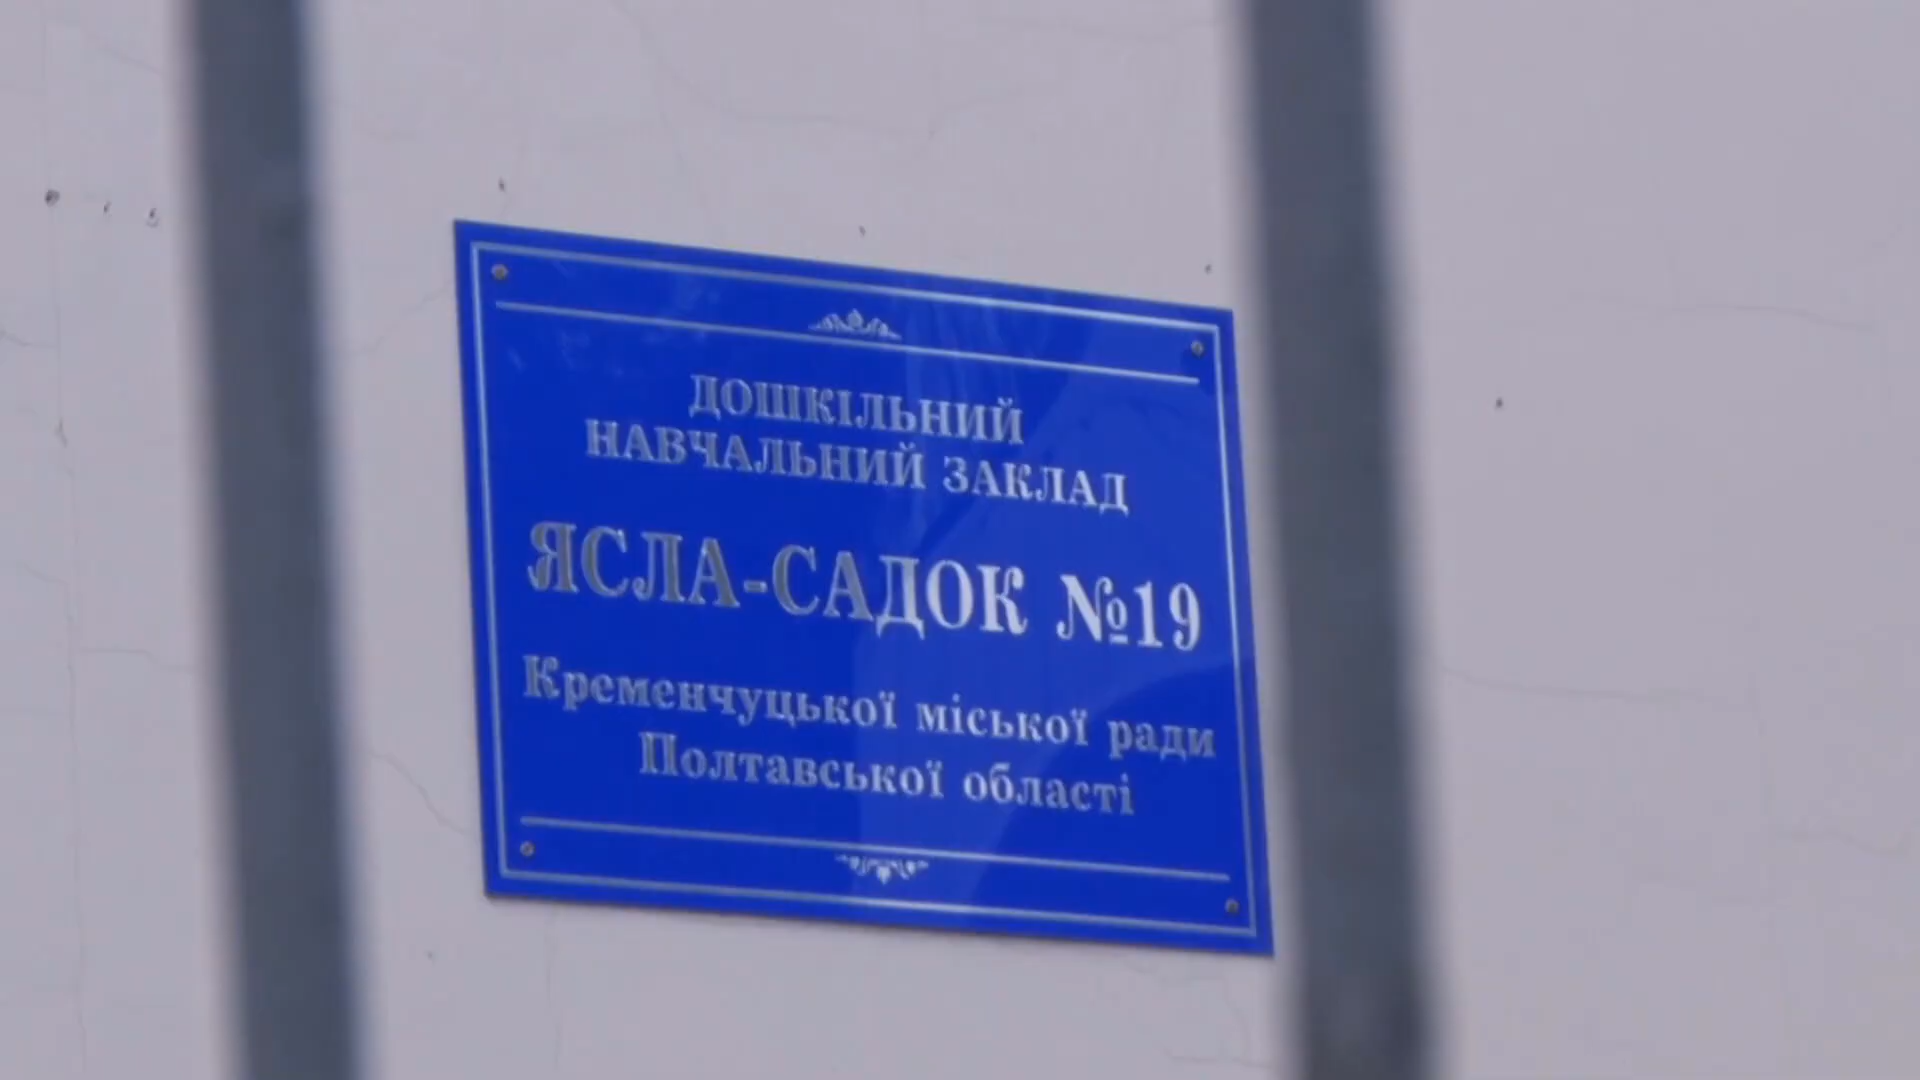 ДОШКІЛЬНИЙ
НАВЧАЛЬНИЙ ЗАКЛАД
ЯСЛА-САДОК №19
Кременчуцької міської ради
Полтавської області